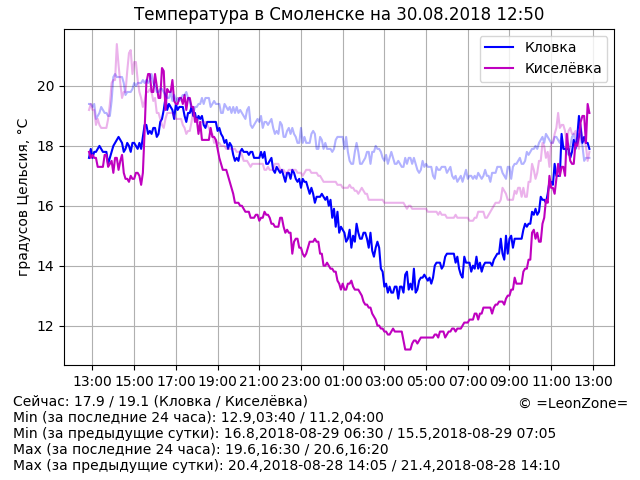 Температура в Смоленске на 30.08.2018 12:50
Кловка
Киселёвка
градусов Цельсия, °C
20
18
16
14
12
13:00 15:00 17:00 19:00 21:00 23:00 01:00 03:00 05:00 07:00 09:00 11:00 13:00
Сейчас: 17.9 / 19.1 (Кловка / Киселёвка)
© =LeonZone=
Min (за последние 24 часа): 12.9,03:40 / 11.2,04:00
Min (за предыдущие сутки): 16.8,2018-08-29 06:30 / 15.5,2018-08-29 07:05
Max (за последние 24 часа): 19.6,16:30 / 20.6,16:20
Max (за предыдущие сутки): 20.4,2018-08-28 14:05 / 21.4,2018-08-28 14:10